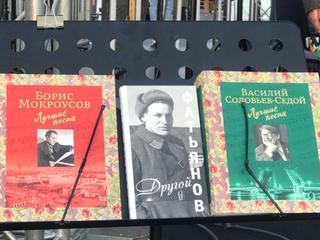 БОРИС
МОКРОУСОВ
Лучшие песни
ФАТЬЯНОВ
Другой
ВАСИЛИЙ
СОЛОВЬЕВ-СЕДОЙ
Лучшие песни